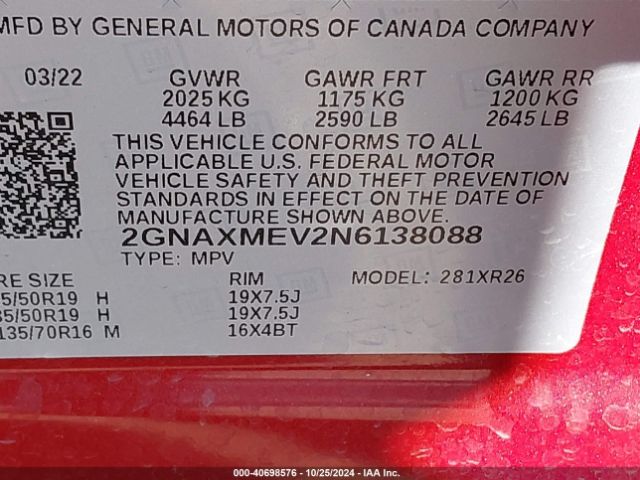 MFD BY GENERAL MOTORS OF CANADA COMPANY
03/22 GVWR GAWR FRT GAWR RR
2025 KG 1175 KG 1200 KG
4464 LB 2590 LB 2645 LB
THIS VEHICLE CONFORMS TO ALL
APPLICABLE U.S. FEDERAL MOTOR
VEHICLE SAFETY AND THEFT PREVENTION
STANDARDS IN EFFECT ON THE DATE OF
MANUFACTURE SHOWN ABOVE.
2GNAXMEV2N6138088
TYPE: MPV MODEL: 281XR26
RE SIZE RIM
5/50R19 H 19X7.5J
35/50R19 H 19X7.5J
135/70R16 M 16X4BT
000-40698576 - 10/25/2024 - IAA Inc.